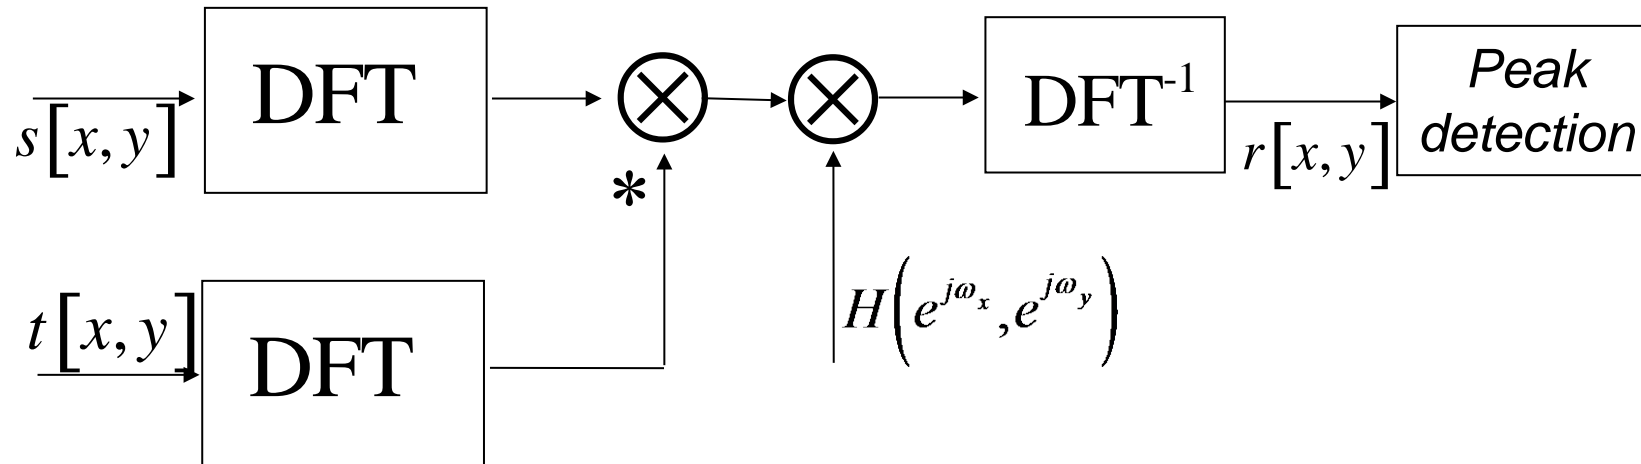 s[x, y]
DFT
DFT⁻¹
r[x, y]
Peak
detection
*
t[x, y]
DFT
H(e^{jω_x}, e^{jω_y})